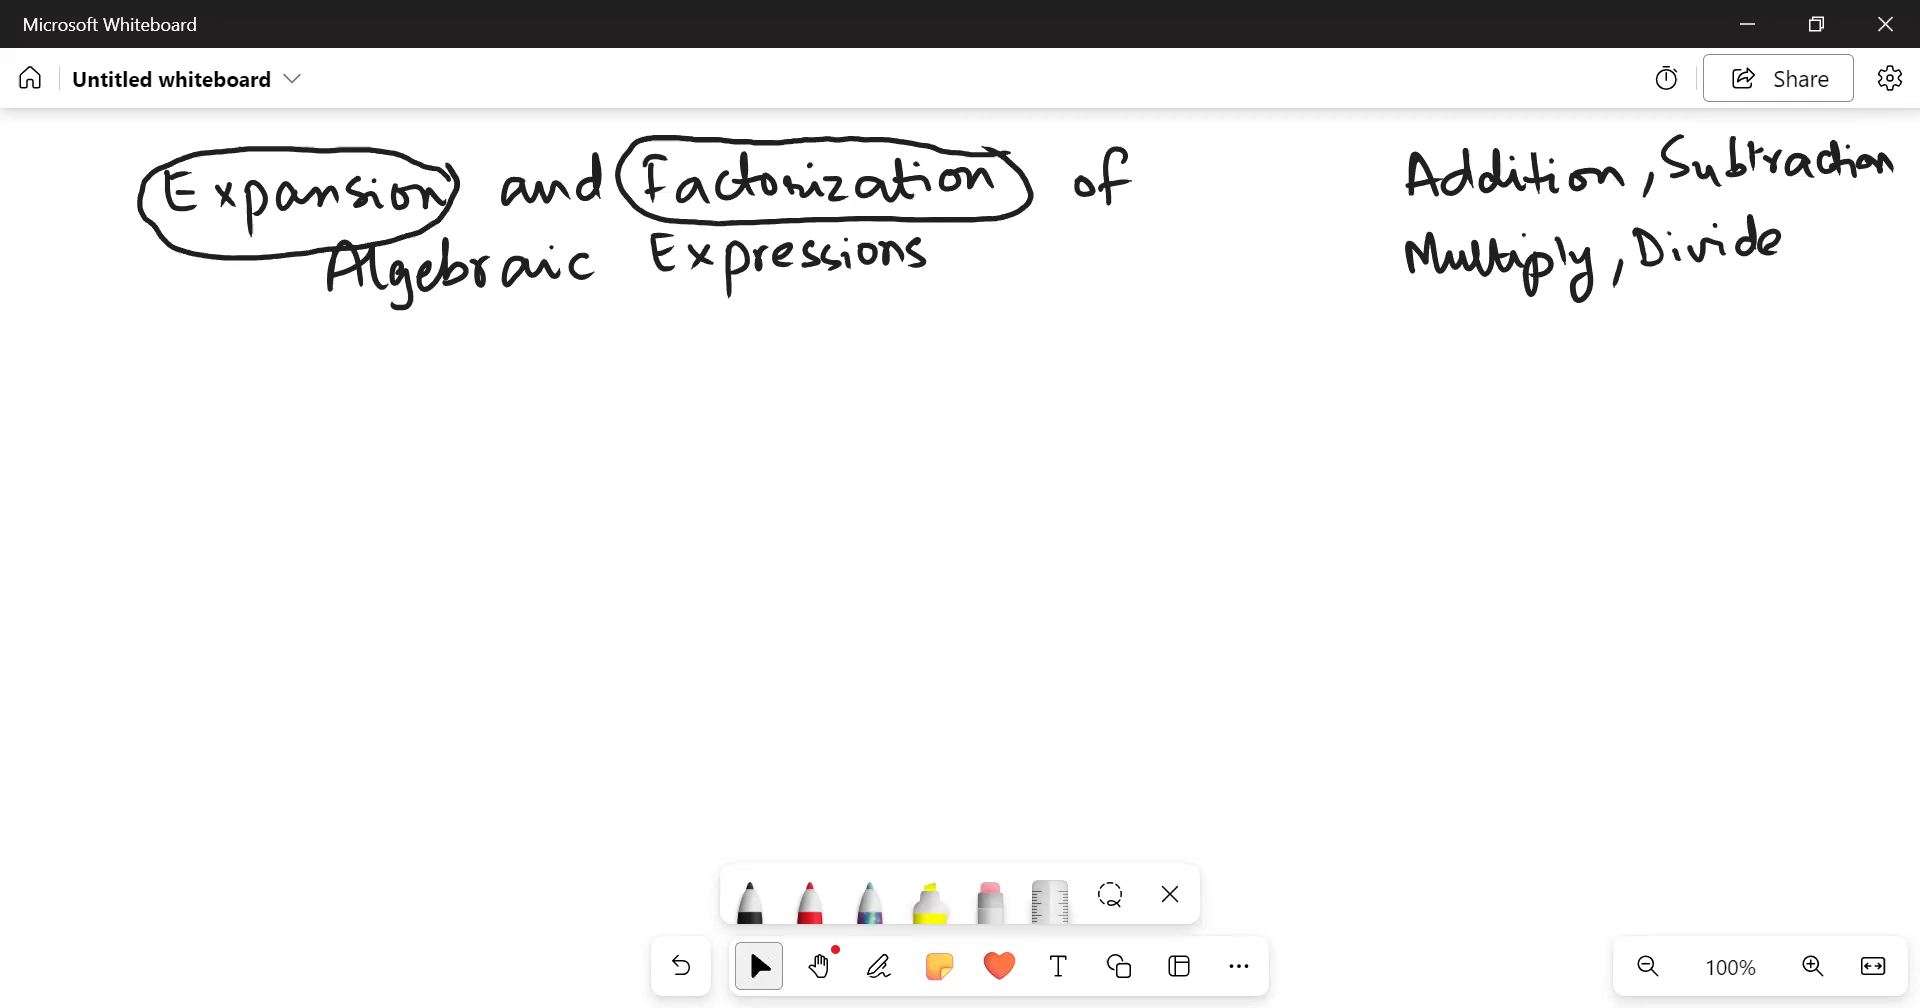 Microsoft Whiteboard
Untitled whiteboard
Share
Expansion and Factorization of
Algebraic Expressions
Addition, Subtraction
Multiply, Divide
100%